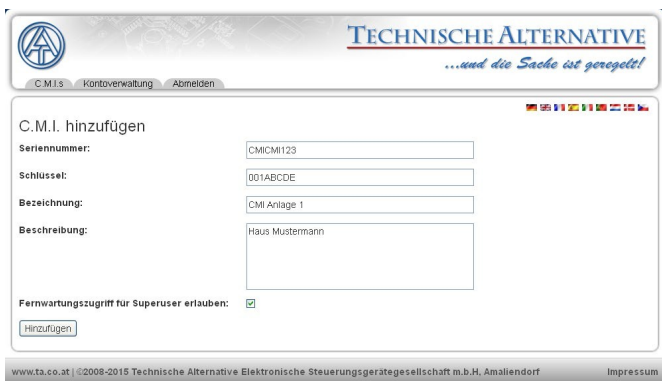 TECHNISCHE ALTERNATIVE
...und die Sache ist geregelt!
C.M.I.s Kontoverwaltung Abmelden
C.M.I. hinzufügen
Seriennummer: CMICMI123
Schlüssel: 001ABCDE
Bezeichnung: CMI Anlage 1
Beschreibung: Haus Mustermann
Fernwartungszugriff für Superuser erlauben:
Hinzufügen
www.ta.co.at | ©2008-2015 Technische Alternative Elektronische Steuerungsgerätegesellschaft m.b.H. Amaliendorf Impressum